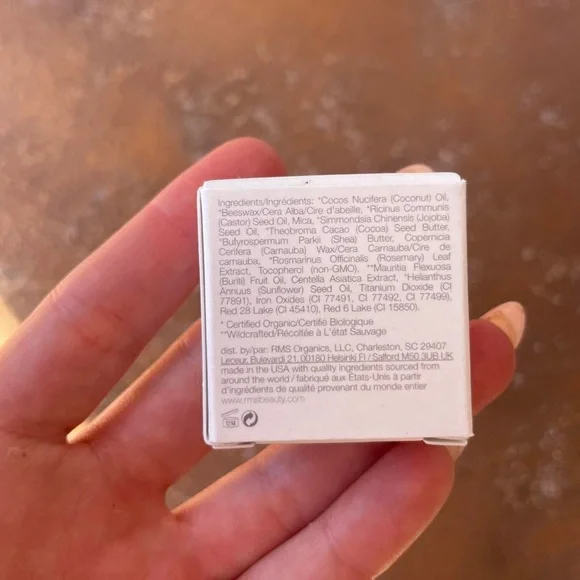 Ingredients/Ingrédients: *Cocos Nucifera (Coconut) Oil,
*Beeswax/Cera Alba/Cire d'abeille, *Ricinus Communis
(Castor) Seed Oil, Mica, *Simmondsia Chinensis (Jojoba)
Seed Oil, *Theobroma Cacao (Cocoa) Seed Butter,
*Butyrospermum Parkii (Shea) Butter, Copernicia
Cerifera (Carnauba) Wax/Cera Carnauba/Cire de
carnauba, *Rosmarinus Officinalis (Rosemary) Leaf
Extract, Tocopherol (non-GMO), **Mauritia Flexuosa
(Buriti) Fruit Oil, Centella Asiatica Extract, *Helianthus
Annuus (Sunflower) Seed Oil, Titanium Dioxide (CI
77891), Iron Oxides (CI 77491, CI 77492, CI 77499),
Red 28 Lake (CI 45410), Red 6 Lake (CI 15850).
* Certified Organic/Certifié Biologique
**Wildcrafted/Récoltée à L'état Sauvage
dist. by/par: RMS Organics, LLC, Charleston, SC 29407
Leceur, Bulevardi 21, 00180 Helsinki FI / Salford M50 3UB UK
made in the USA with quality ingredients sourced from
around the world / fabriqué aux États-Unis à partir
d'ingrédients de qualité provenant du monde entier
www.rmsbeauty.com
12M